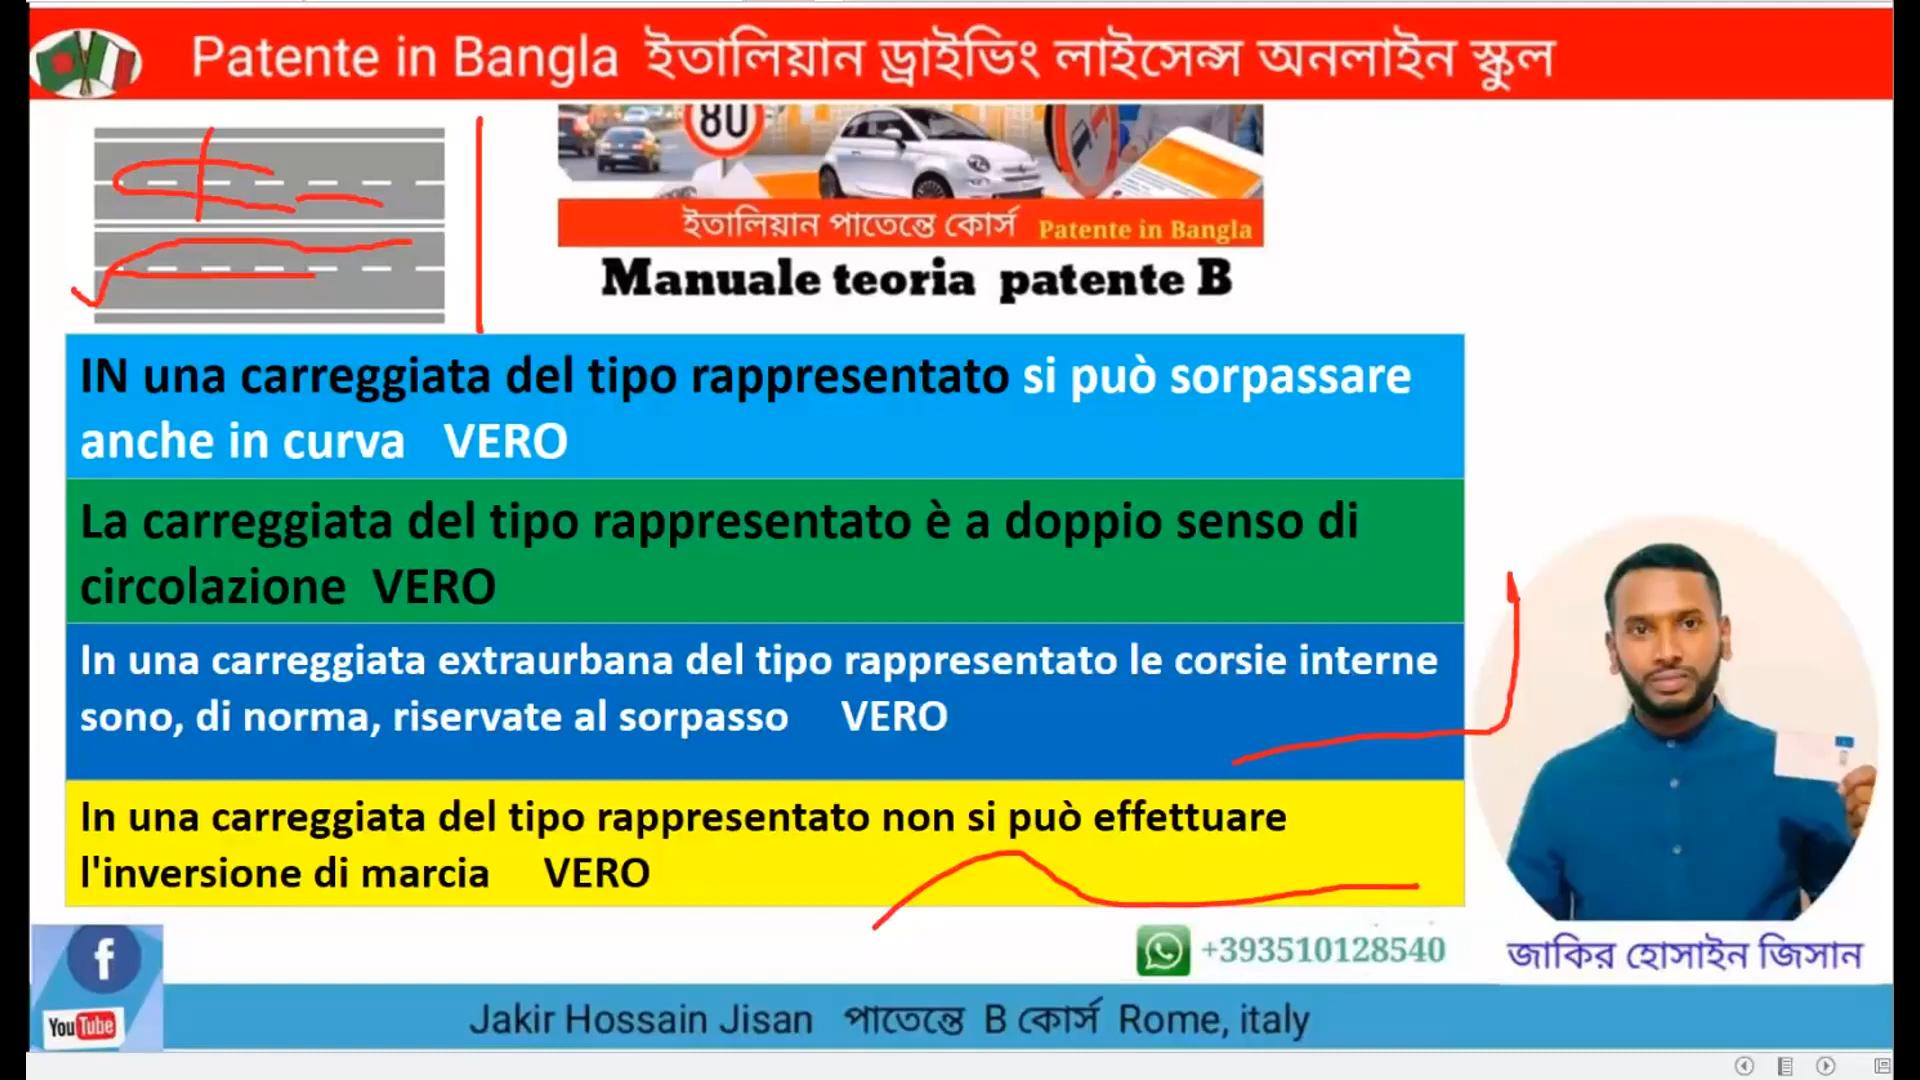 Patente in Bangla ইতালিয়ান ড্রাইভিং লাইসেন্স অনলাইন স্কুল
80
ইতালিয়ান পাতেন্তে কোর্স Patente in Bangla
Manuale teoria patente B
IN una carreggiata del tipo rappresentato si può sorpassare
anche in curva VERO
La carreggiata del tipo rappresentato è a doppio senso di
circolazione VERO
In una carreggiata extraurbana del tipo rappresentato le corsie interne
sono, di norma, riservate al sorpasso VERO
In una carreggiata del tipo rappresentato non si può effettuare
l'inversione di marcia VERO
f
YouTube
+393510128540
জাকির হোসাইন জিসান
Jakir Hossain Jisan পাতেন্তে B কোর্স Rome, italy